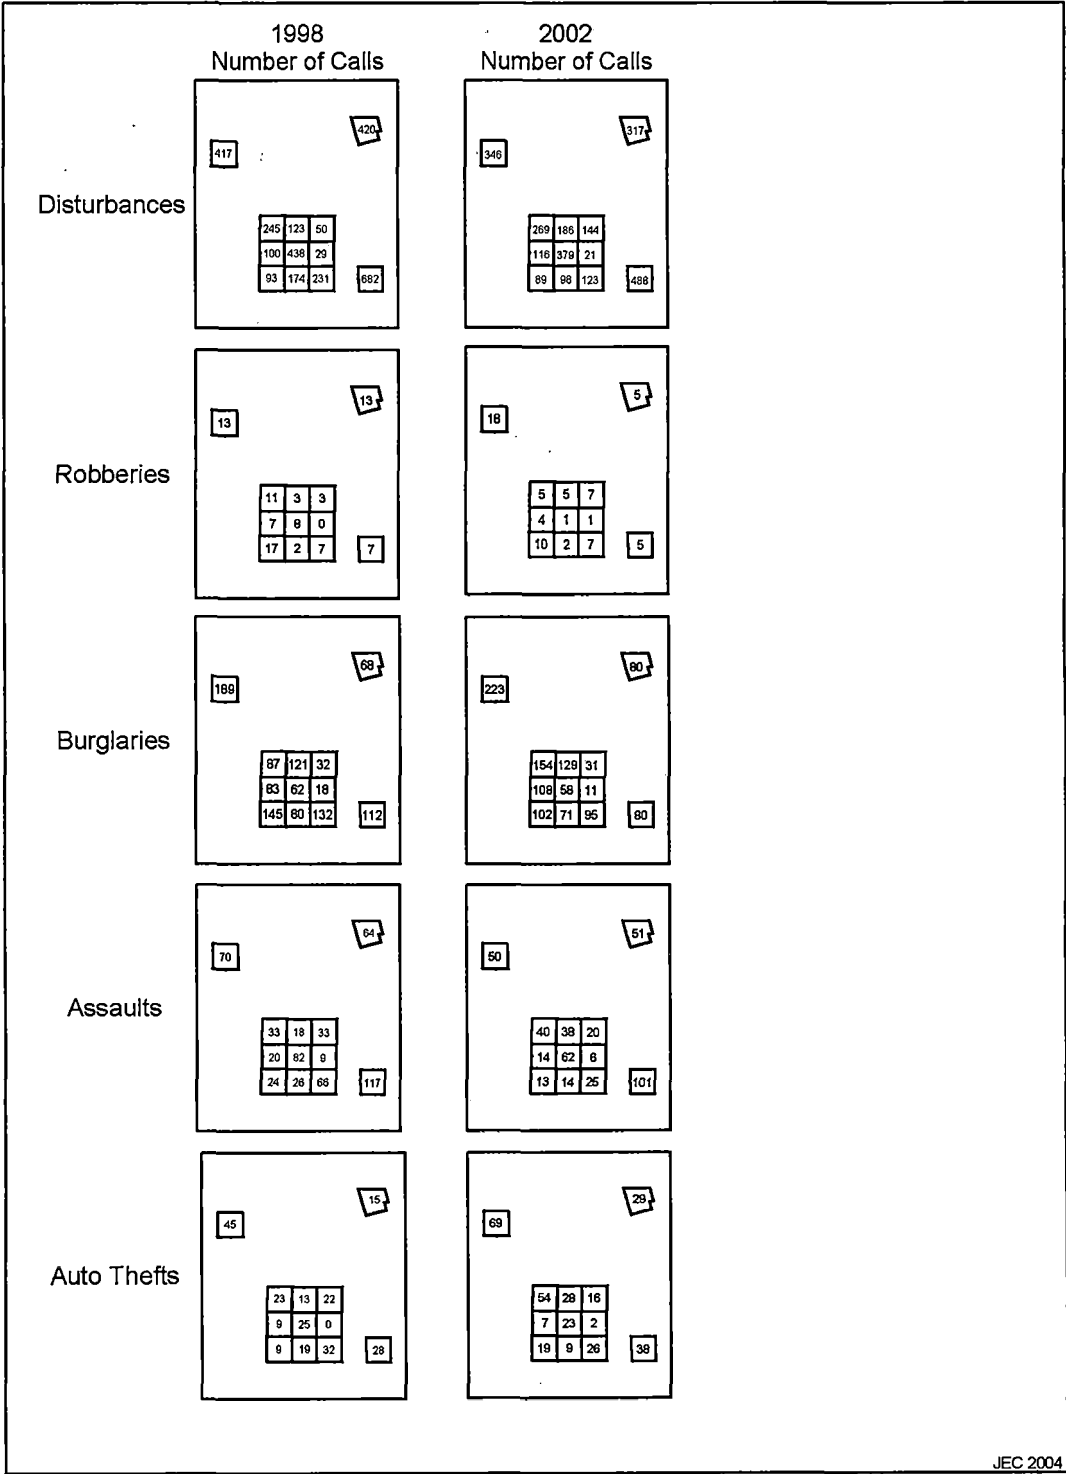 1998 2002
Number of Calls Number of Calls
420 317
417 346
Disturbances
245 123 50 269 186 144
100 438 29 116 379 21
93 174 231 682 89 98 123 488
13 5
13 18
Robberies
11 3 3 5 5 7
7 8 0 4 1 1
17 2 7 7 10 2 7 5
68 80
189 223
Burglaries
87 121 32 154 129 31
83 62 18 108 58 11
145 80 132 112 102 71 95 80
64 51
70 50
Assaults
33 18 33 40 38 20
20 82 9 14 62 6
24 26 66 117 13 14 25 101
15 29
45 69
Auto Thefts
23 13 22 54 28 16
9 25 0 7 23 2
9 19 32 28 19 9 26 38
JEC 2004